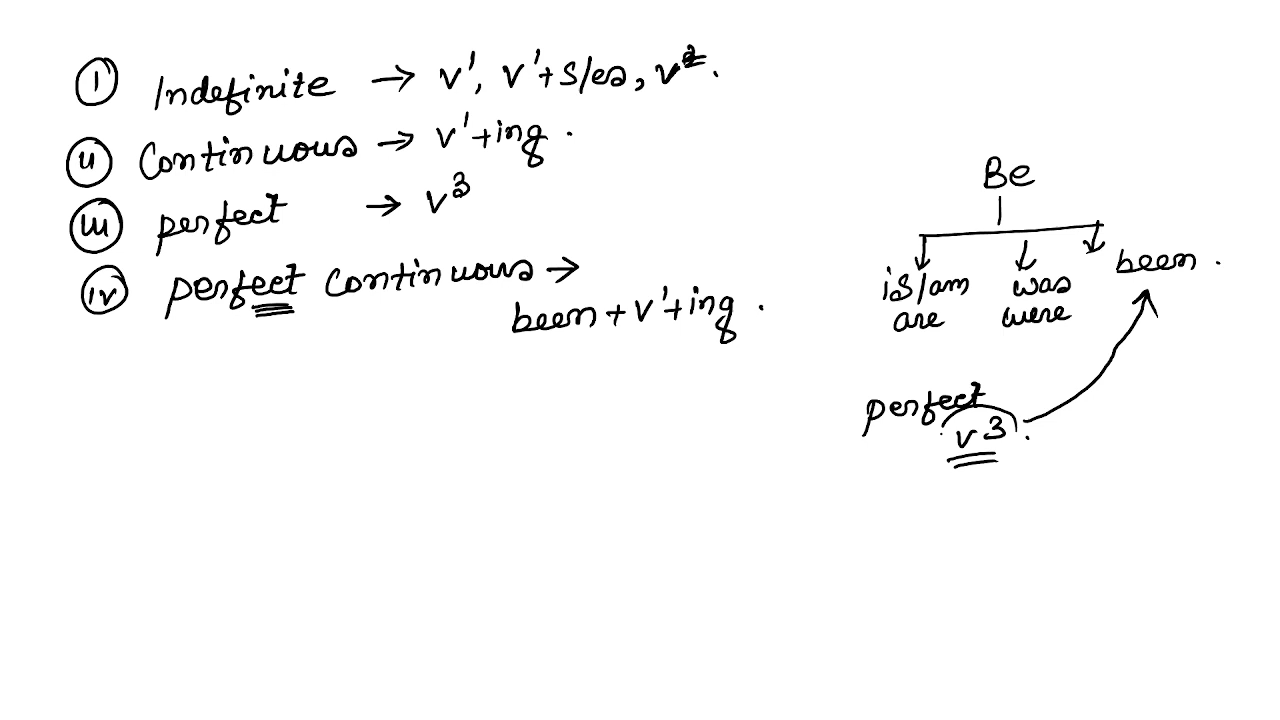 (i) Indefinite → v¹, v¹+s/es, v².
(ii) Continuous → v¹+ing.
(iii) perfect → v³
(iv) perfect continuous →
been + v¹+ing.
Be
is/am was been.
are were
perfect
v3.